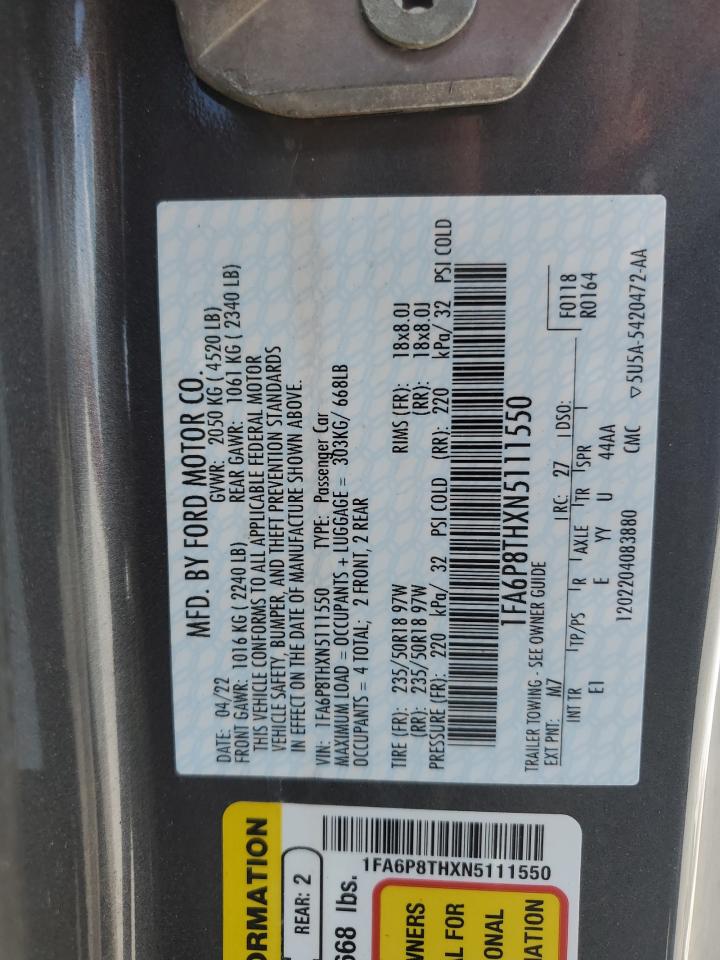 MFD. BY FORD MOTOR CO.
DATE: 04/22 GVWR: 2050 KG ( 4520 LB)
FRONT GAWR: 1016 KG ( 2240 LB) REAR GAWR: 1061 KG ( 2340 LB)
THIS VEHICLE CONFORMS TO ALL APPLICABLE FEDERAL MOTOR
VEHICLE SAFETY, BUMPER, AND THEFT PREVENTION STANDARDS
IN EFFECT ON THE DATE OF MANUFACTURE SHOWN ABOVE.
VIN: 1FA6P8THXN5111550 TYPE: Passenger Car
MAXIMUM LOAD = OCCUPANTS + LUGGAGE = 303KG/ 668LB
OCCUPANTS = 4 TOTAL; 2 FRONT, 2 REAR
TIRE (FR): 235/50R18 97W RIMS (FR): 18x8.0J
(RR): 235/50R18 97W (RR): 18x8.0J
PRESSURE (FR): 220 kPa/ 32 PSI COLD (RR): 220 kPa/ 32 PSI COLD
1FA6P8THXN5111550
TRAILER TOWING - SEE OWNER GUIDE
EXT PNT: M7 RC: 27 DSO: F0118
R0164
INT TR TP/PS R AXLE TR SPR
EI E YY U 44AA
1202204083880 CMC ▽5U5A-5420472-AA
ORMATION
REAR: 2
668 lbs.
1FA6P8THXN5111550
WNERS
AL FOR
ONAL
ATION